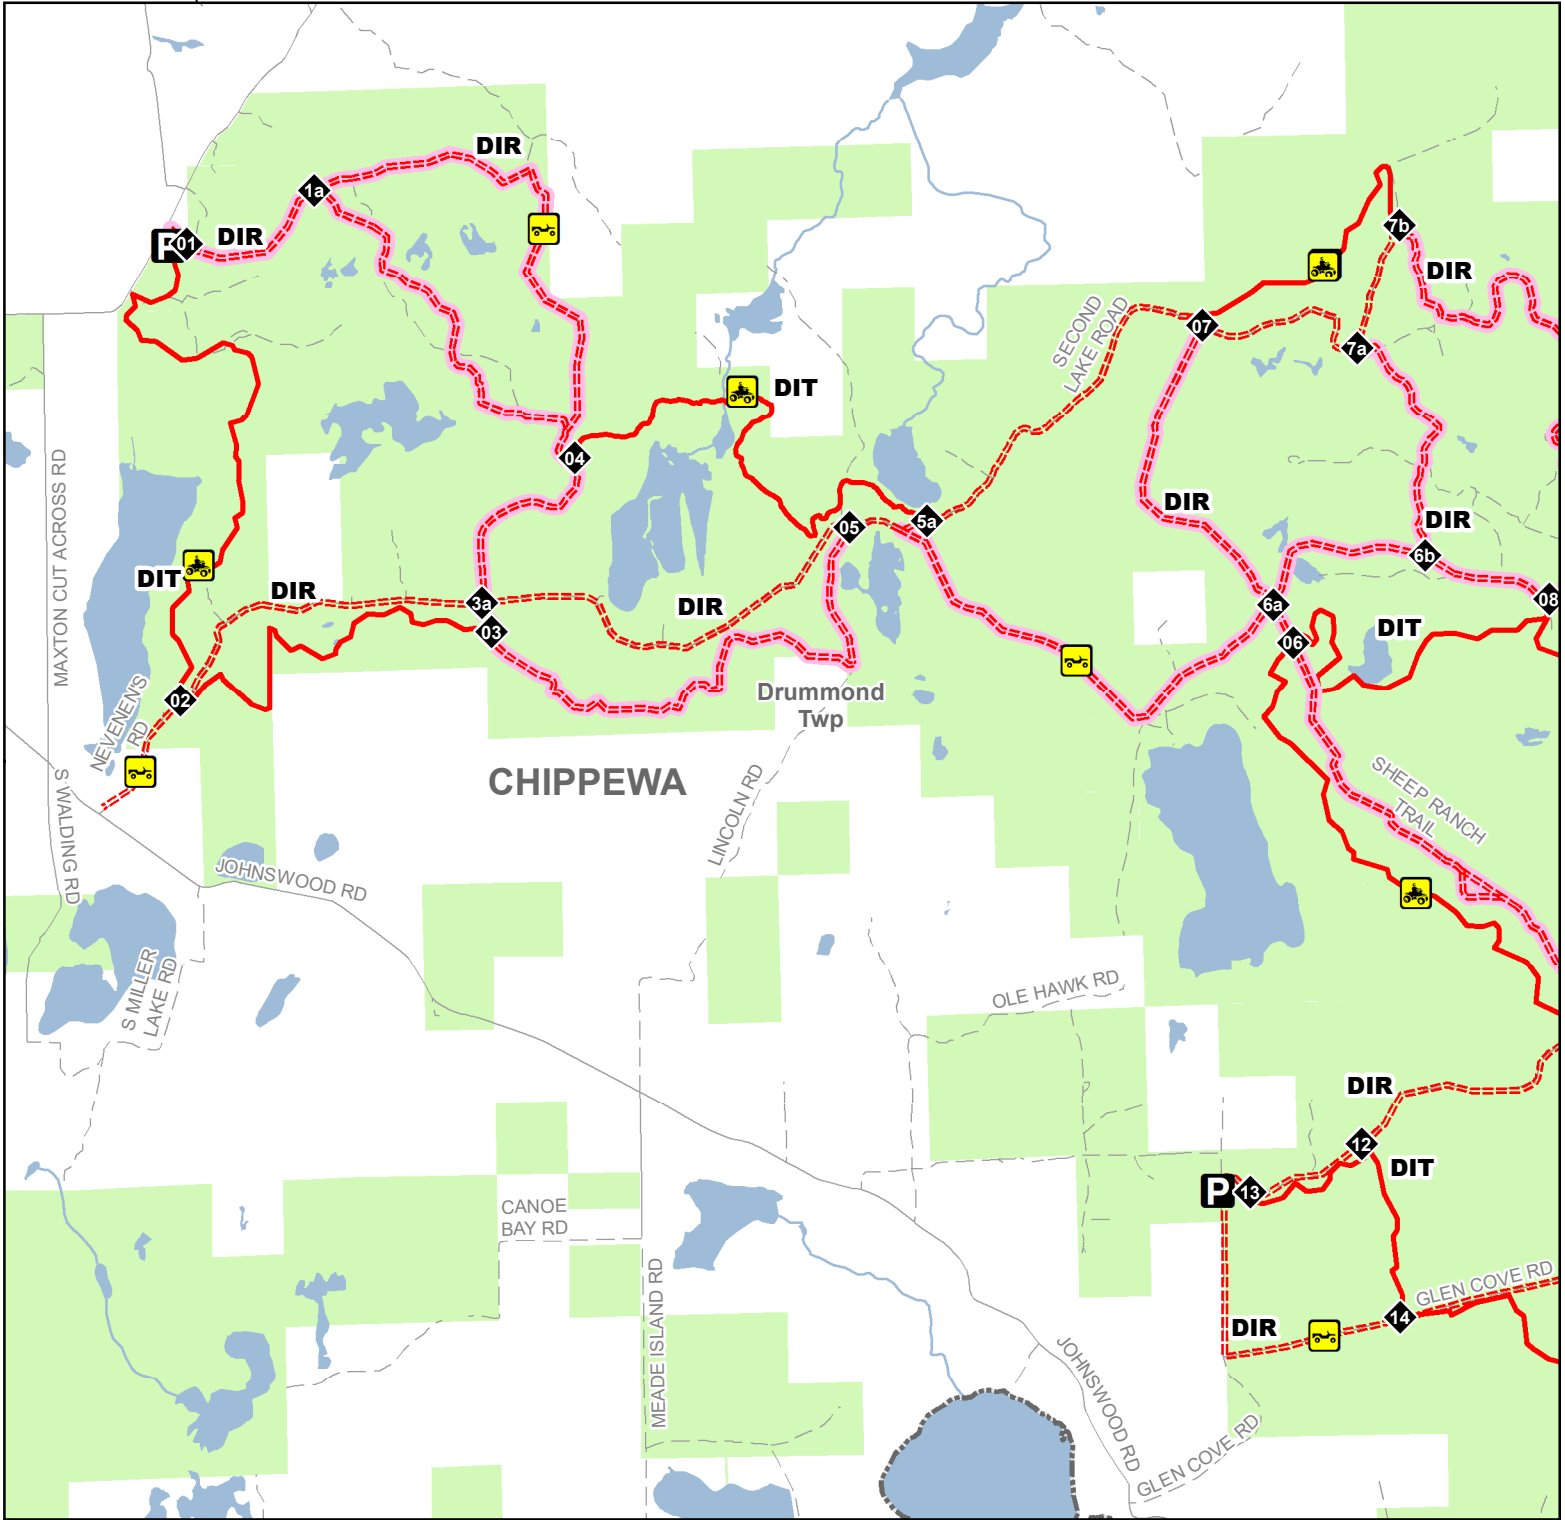 DIR
1a
7b
P
01
DIR
DIR
SECOND
LAKE ROAD
07
7a
DIT
MAXTON CUT ACROSS RD
04
DIR
05
5a
DIR
6b
DIT
DIR
3a
DIR
6a
08
03
06
DIT
02
NEVENEN'S
RD
Drummond
Twp
CHIPPEWA
S WALDING RD
LINCOLN RD
SHEEP RANCH
TRAIL
JOHNSWOOD RD
S MILLER
LAKE RD
OLE HAWK RD
DIR
12
DIT
P
13
CANOE
BAY RD
MEADE ISLAND RD
GLEN COVE RD
14
DIR
JOHNSWOOD RD
GLEN COVE RD